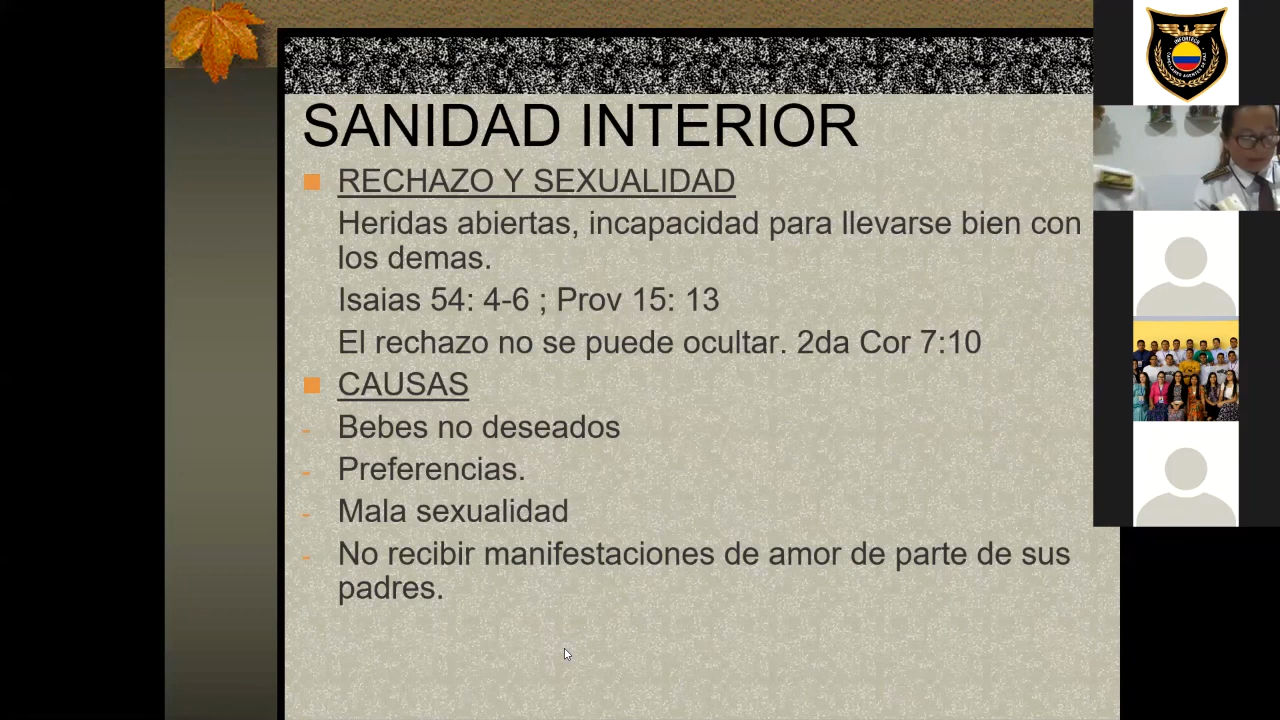 SANIDAD INTERIOR
RECHAZO Y SEXUALIDAD
Heridas abiertas, incapacidad para llevarse bien con
los demas.
Isaias 54: 4-6 ; Prov 15: 13
El rechazo no se puede ocultar. 2da Cor 7:10
CAUSAS
- Bebes no deseados
- Preferencias.
- Mala sexualidad
- No recibir manifestaciones de amor de parte de sus
padres.